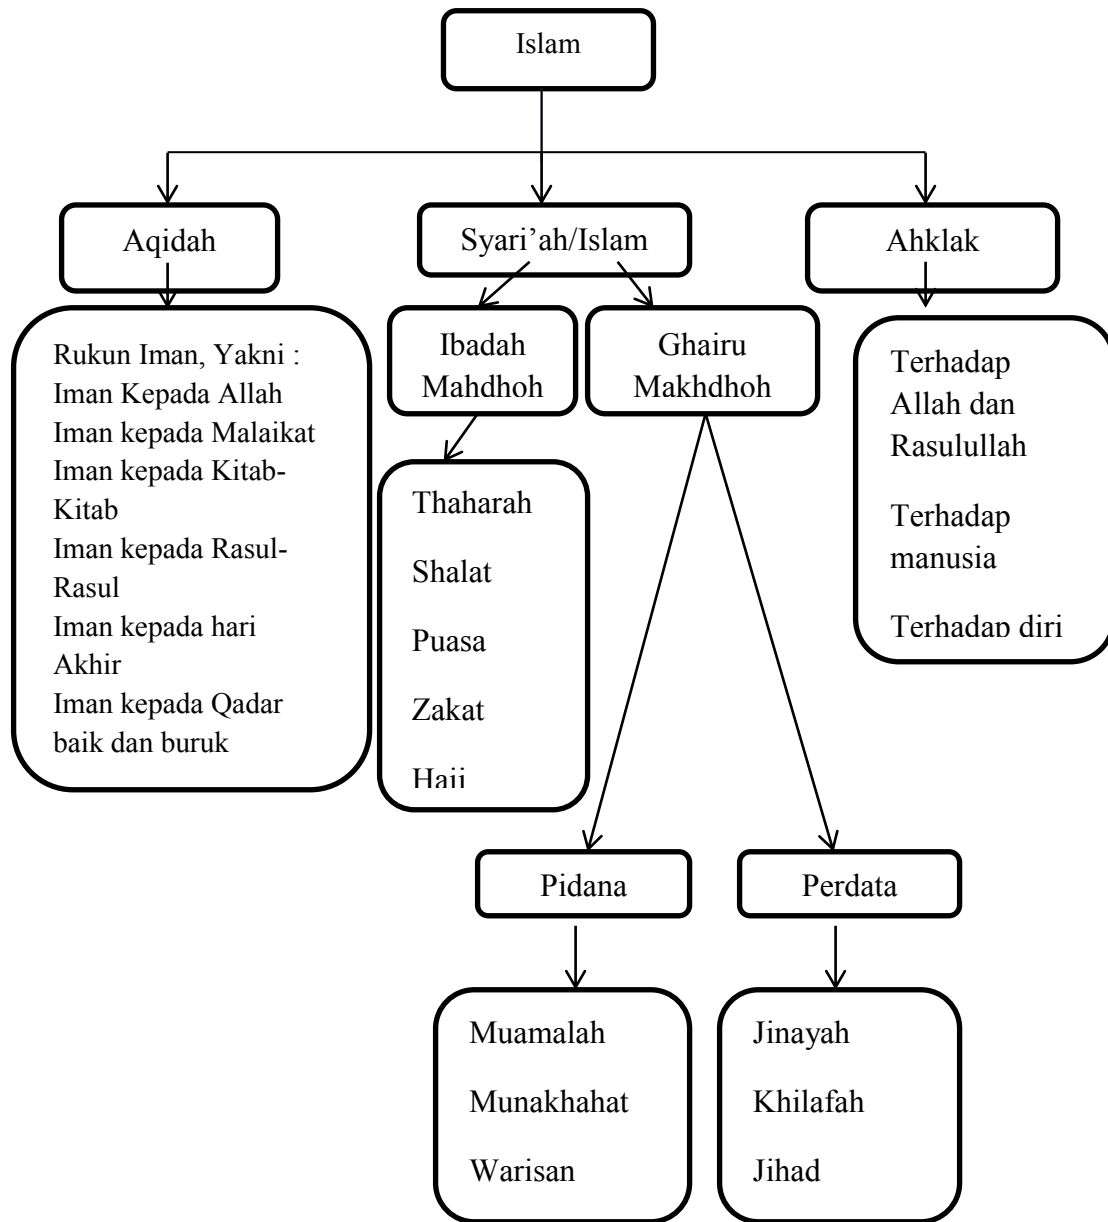 Islam
Aqidah
Syari’ah/Islam
Ahklak
Rukun Iman, Yakni :
Iman Kepada Allah
Iman kepada Malaikat
Iman kepada Kitab-
Kitab
Iman kepada Rasul-
Rasul
Iman kepada hari
Akhir
Iman kepada Qadar
baik dan buruk
Ibadah
Mahdhoh
Ghairu
Makhdhoh
Terhadap
Allah dan
Rasulullah
Terhadap
manusia
Terhadap diri
Thaharah
Shalat
Puasa
Zakat
Haji
Pidana
Perdata
Muamalah
Munakhahat
Warisan
Jinayah
Khilafah
Jihad